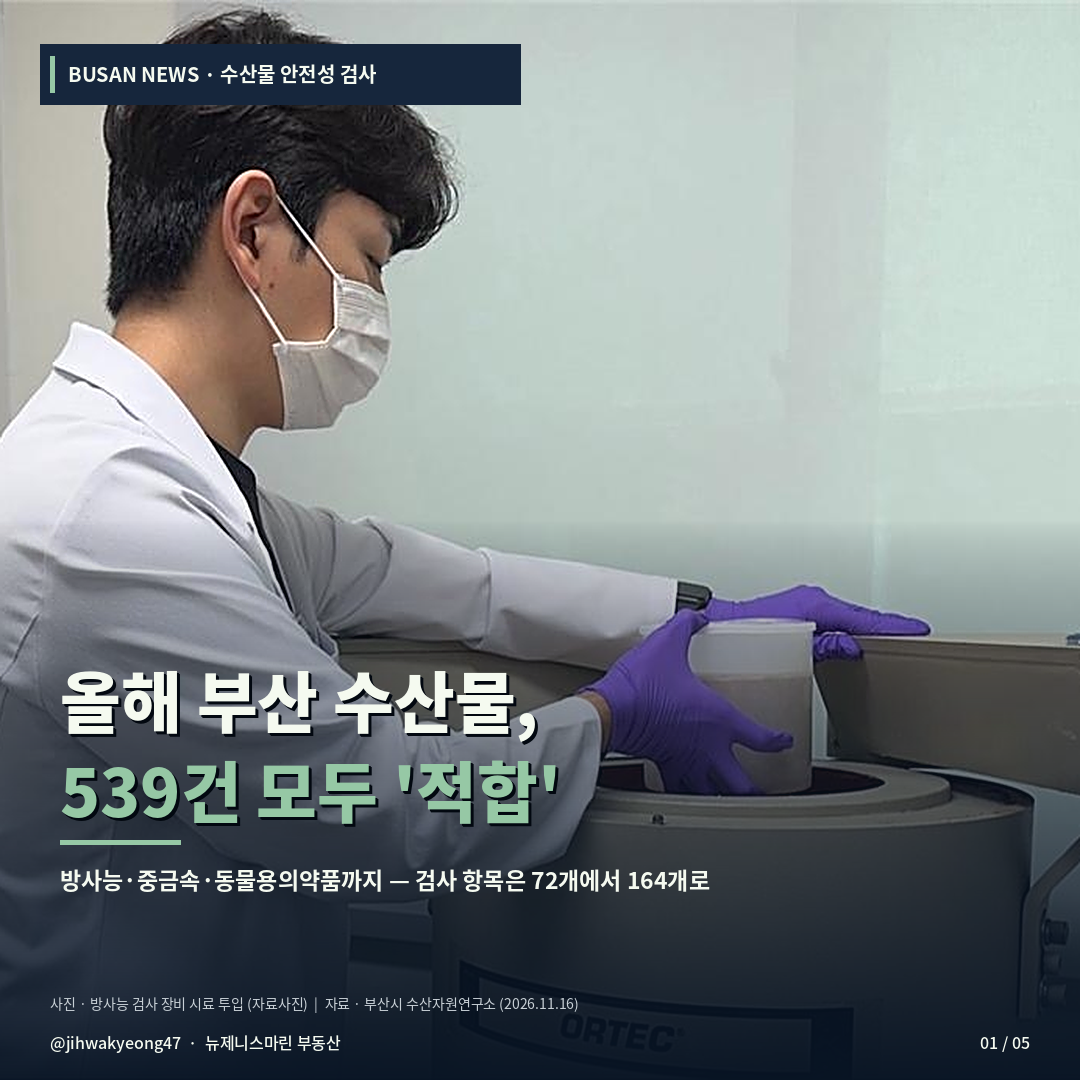 BUSAN NEWS · 수산물 안전성 검사
올해 부산 수산물,
539건 모두 '적합'
방사능·중금속·동물용의약품까지 — 검사 항목은 72개에서 164개로
사진 · 방사능 검사 장비 시료 투입 (자료사진) | 자료 · 부산시 수산자원연구소 (2026.11.16)
ORTEC
@jihwakyeong47 · 뉴제니스마린 부동산
01 / 05